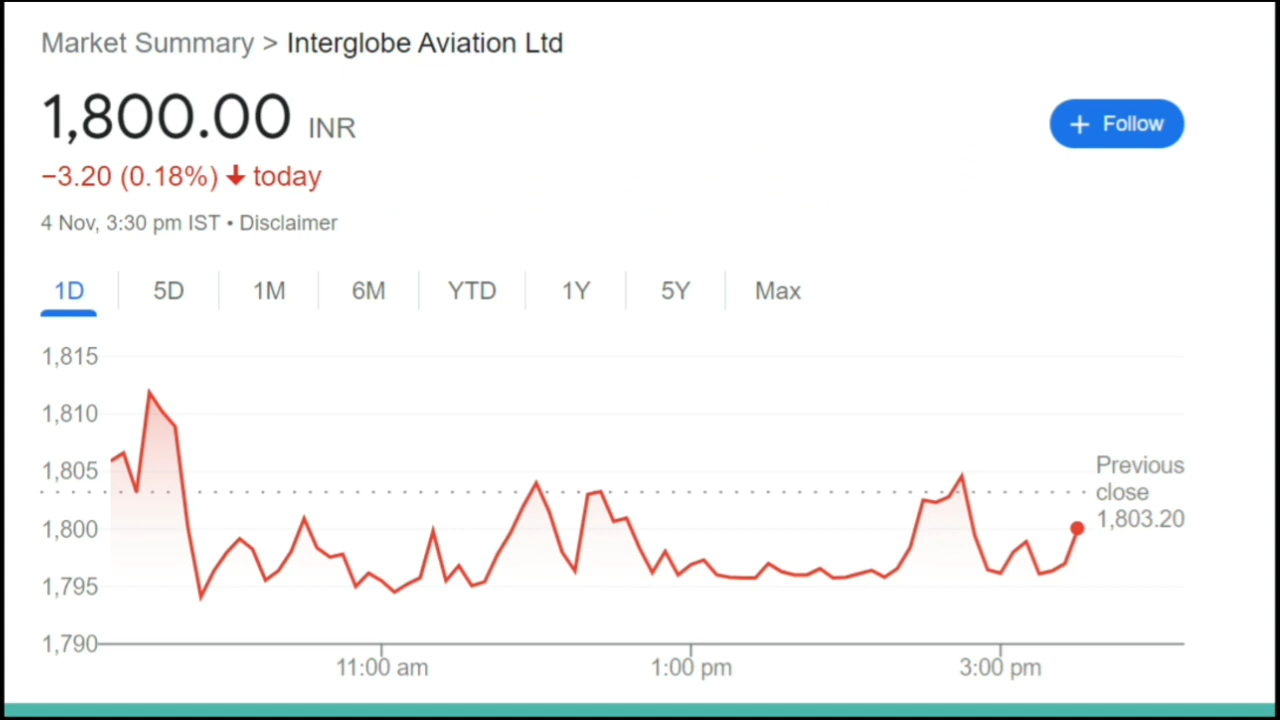 Market Summary > Interglobe Aviation Ltd
1,800.00 INR
+ Follow
−3.20 (0.18%) ↓ today
4 Nov, 3:30 pm IST • Disclaimer
1D 5D 1M 6M YTD 1Y 5Y Max
1,815
1,810
1,805
1,800
1,795
1,790
Previous
close
1,803.20
11:00 am 1:00 pm 3:00 pm